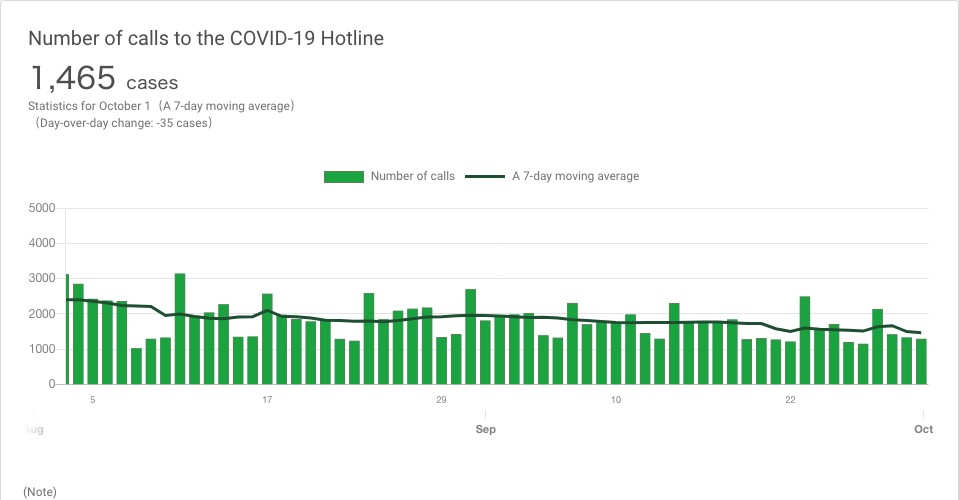 Number of calls to the COVID-19 Hotline
1,465 cases
Statistics for October 1（A 7-day moving average）
（Day-over-day change: -35 cases）
Number of calls A 7-day moving average
5000
4000
3000
2000
1000
0
5 17 29 10 22
Aug Sep Oct
(Note)